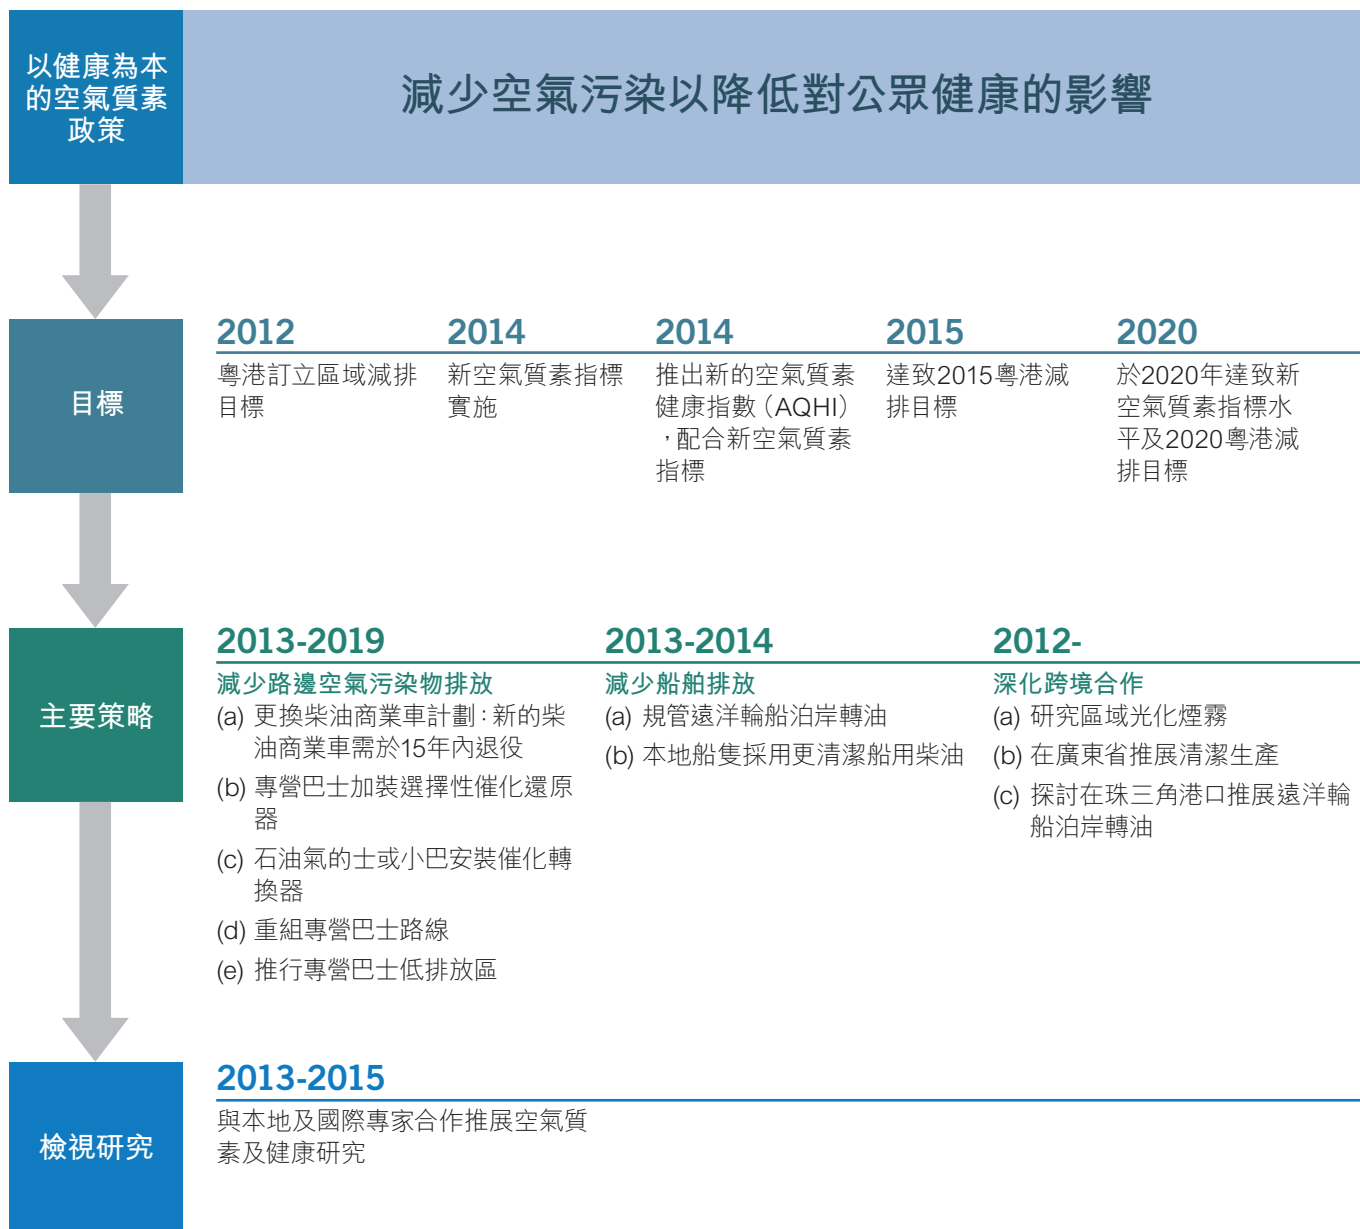 以健康為本
的空氣質素
政策
減少空氣污染以降低對公眾健康的影響
目標
2012
粵港訂立區域減排
目標
2014
新空氣質素指標
實施
2014
推出新的空氣質素
健康指數（AQHI）
，配合新空氣質素
指標
2015
達致2015粵港減
排目標
2020
於2020年達致新
空氣質素指標水
平及2020粵港減
排目標
主要策略
2013-2019
減少路邊空氣污染物排放
(a) 更換柴油商業車計劃：新的柴
油商業車需於15年內退役
(b) 專營巴士加裝選擇性催化還原
器
(c) 石油氣的士或小巴安裝催化轉
換器
(d) 重組專營巴士路線
(e) 推行專營巴士低排放區
2013-2014
減少船舶排放
(a) 規管遠洋輪船泊岸轉油
(b) 本地船隻採用更清潔船用柴油
2012-
深化跨境合作
(a) 研究區域光化煙霧
(b) 在廣東省推展清潔生產
(c) 探討在珠三角港口推展遠洋輪
船泊岸轉油
檢視研究
2013-2015
與本地及國際專家合作推展空氣質
素及健康研究